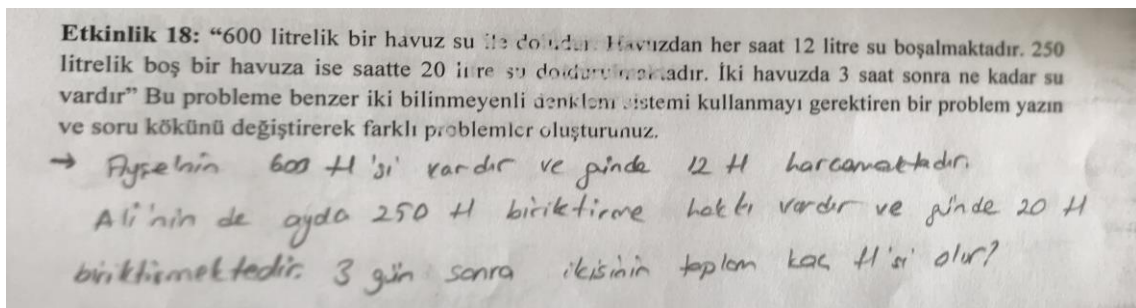 Etkinlik 18: “600 litrelik bir havuz su ile doludur. Havuzdan her saat 12 litre su boşalmaktadır. 250
litrelik boş bir havuza ise saatte 20 litre su doldurulmaktadır. İki havuzda 3 saat sonra ne kadar su
vardır” Bu probleme benzer iki bilinmeyenli denklem sistemi kullanmayı gerektiren bir problem yazın
ve soru kökünü değiştirerek farklı problemler oluşturunuz.
→ Ayşe'nin 600 tl 'si vardır ve günde 12 tl harcamaktadır.
Ali'nin de ayda 250 tl biriktirme hakkı vardır ve günde 20 tl
biriktirmektedir. 3 gün sonra ikisinin toplam kaç tl'si olur?